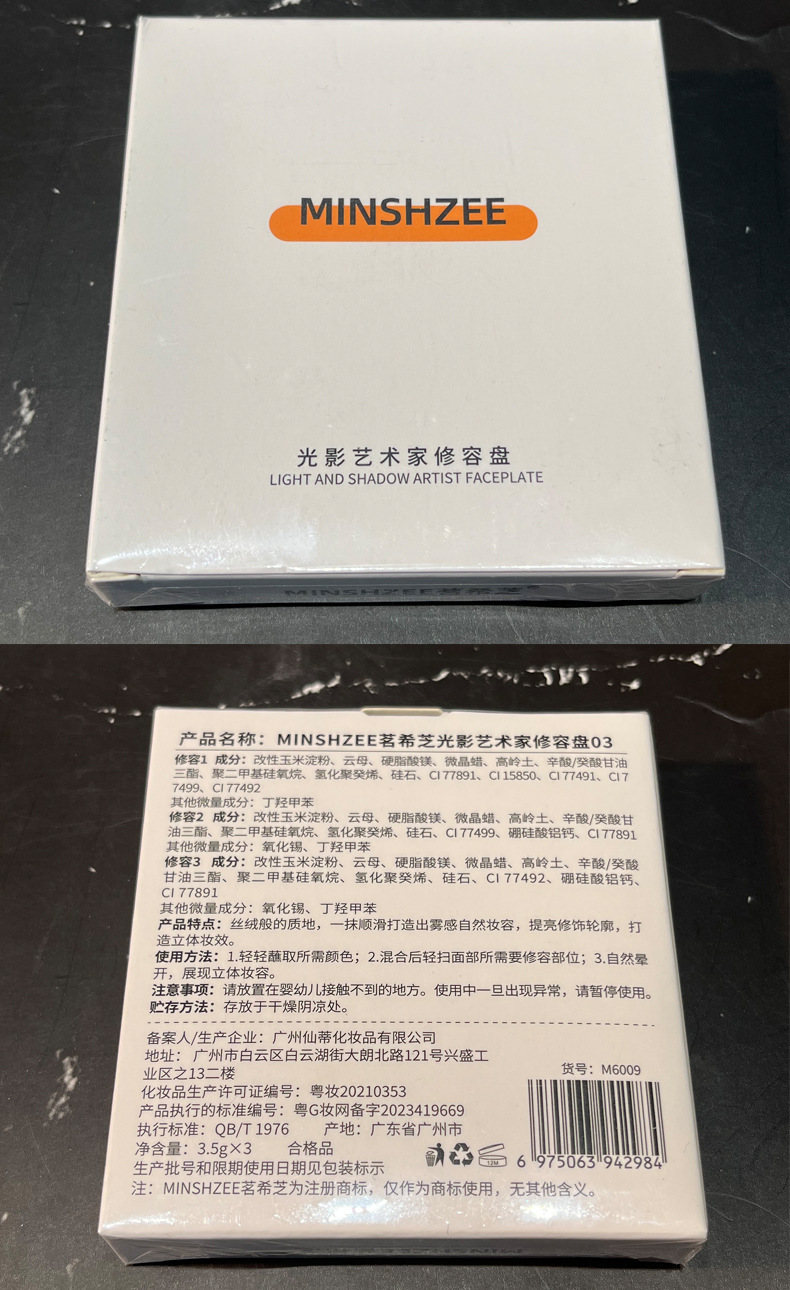 MINSHZEE
光影艺术家修容盘
LIGHT AND SHADOW ARTIST FACEPLATE
MINSHZEE茗希芝
产品名称：MINSHZEE茗希芝光影艺术家修容盘03
修容1 成分：改性玉米淀粉、云母、硬脂酸镁、微晶蜡、高岭土、辛酸/癸酸甘油
三酯、聚二甲基硅氧烷、氢化聚癸烯、硅石、CI 77891、CI 15850、CI 77491、CI 7
7499、CI 77492
其他微量成分：丁羟甲苯
修容2 成分：改性玉米淀粉、云母、硬脂酸镁、微晶蜡、高岭土、辛酸/癸酸甘
油三酯、聚二甲基硅氧烷、氢化聚癸烯、硅石、CI 77499、硼硅酸铝钙、CI 77891
其他微量成分：氧化锡、丁羟甲苯
修容3 成分：改性玉米淀粉、云母、硬脂酸镁、微晶蜡、高岭土、辛酸/癸酸
甘油三酯、聚二甲基硅氧烷、氢化聚癸烯、硅石、CI 77492、硼硅酸铝钙、
CI 77891
其他微量成分：氧化锡、丁羟甲苯
产品特点：丝绒般的质地，一抹顺滑打造出雾感自然妆容，提亮修饰轮廓，打
造立体妆效。
使用方法：1.轻轻蘸取所需颜色；2.混合后轻扫面部所需要修容部位；3.自然晕
开，展现立体妆容。
注意事项：请放置在婴幼儿接触不到的地方。使用中一旦出现异常，请暂停使用。
贮存方法：存放于干燥阴凉处。
备案人/生产企业：广州仙蒂化妆品有限公司
地址：广州市白云区白云湖街大朗北路121号兴盛工
业区之13二楼
化妆品生产许可证编号：粤妆20210353
产品执行的标准编号：粤G妆网备字2023419669
执行标准：QB/T 1976 产地：广东省广州市
净含量：3.5g×3 合格品
生产批号和限期使用日期见包装标示
注：MINSHZEE茗希芝为注册商标，仅作为商标使用，无其他含义。
货号：M6009
12M
6 975063 942984